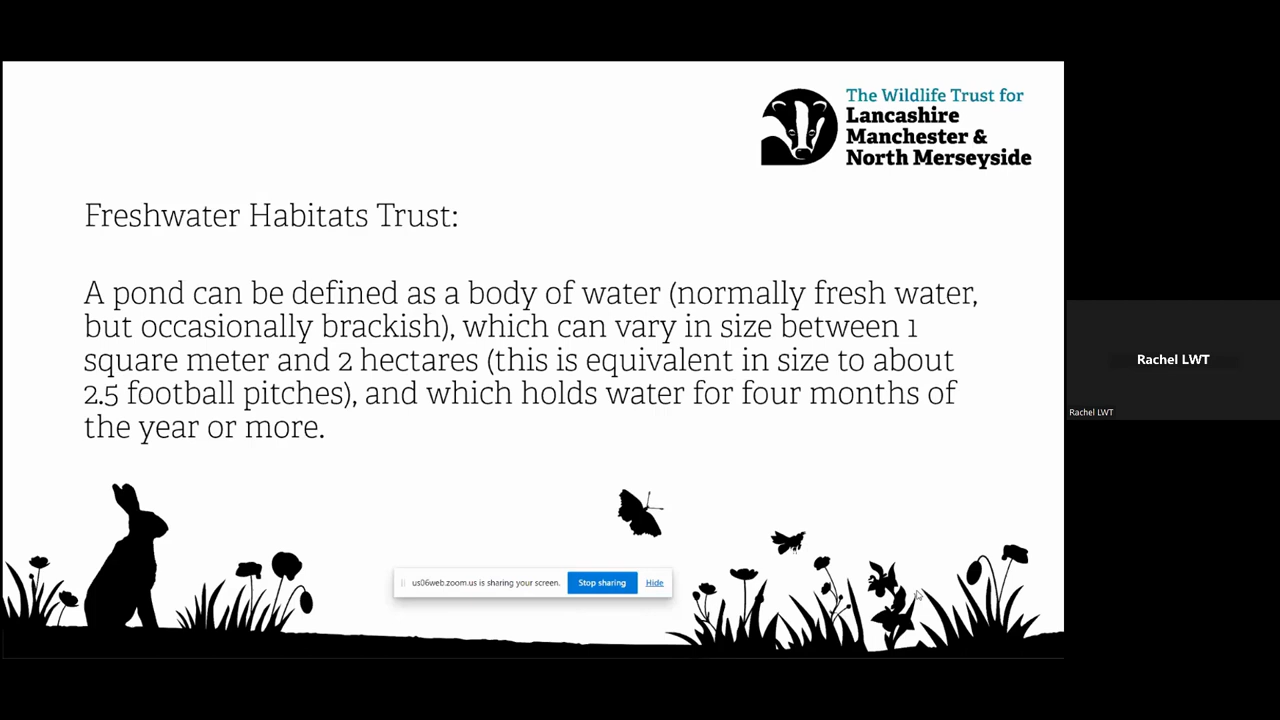 The Wildlife Trust for
Lancashire
Manchester &
North Merseyside
Freshwater Habitats Trust:
A pond can be defined as a body of water (normally fresh water,
but occasionally brackish), which can vary in size between 1
square meter and 2 hectares (this is equivalent in size to about
2.5 football pitches), and which holds water for four months of
the year or more.
us06web.zoom.us is sharing your screen.
Stop sharing
Hide
Rachel LWT
Rachel LWT